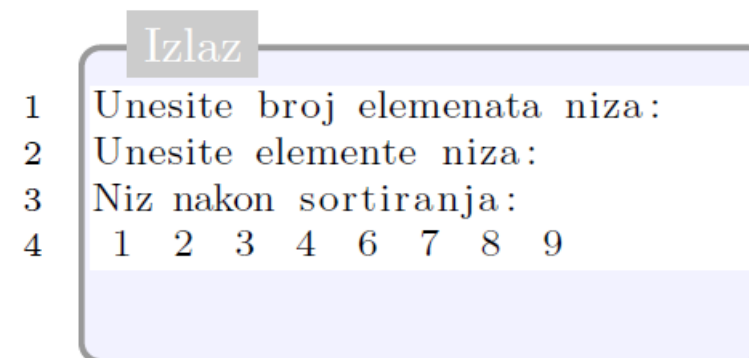 Izlaz
1 Unesite broj elemenata niza:
2 Unesite elemente niza:
3 Niz nakon sortiranja:
4 1 2 3 4 6 7 8 9